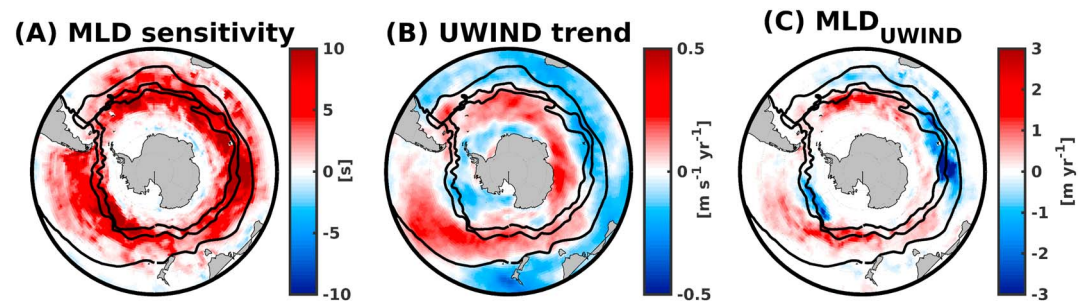 (A) MLD sensitivity
10
5
0
-5
-10
[s]
(B) UWIND trend
0.5
0
-0.5
[m s⁻¹ yr⁻¹]
(C) MLD_UWIND
3
2
1
0
-1
-2
-3
[m yr⁻¹]